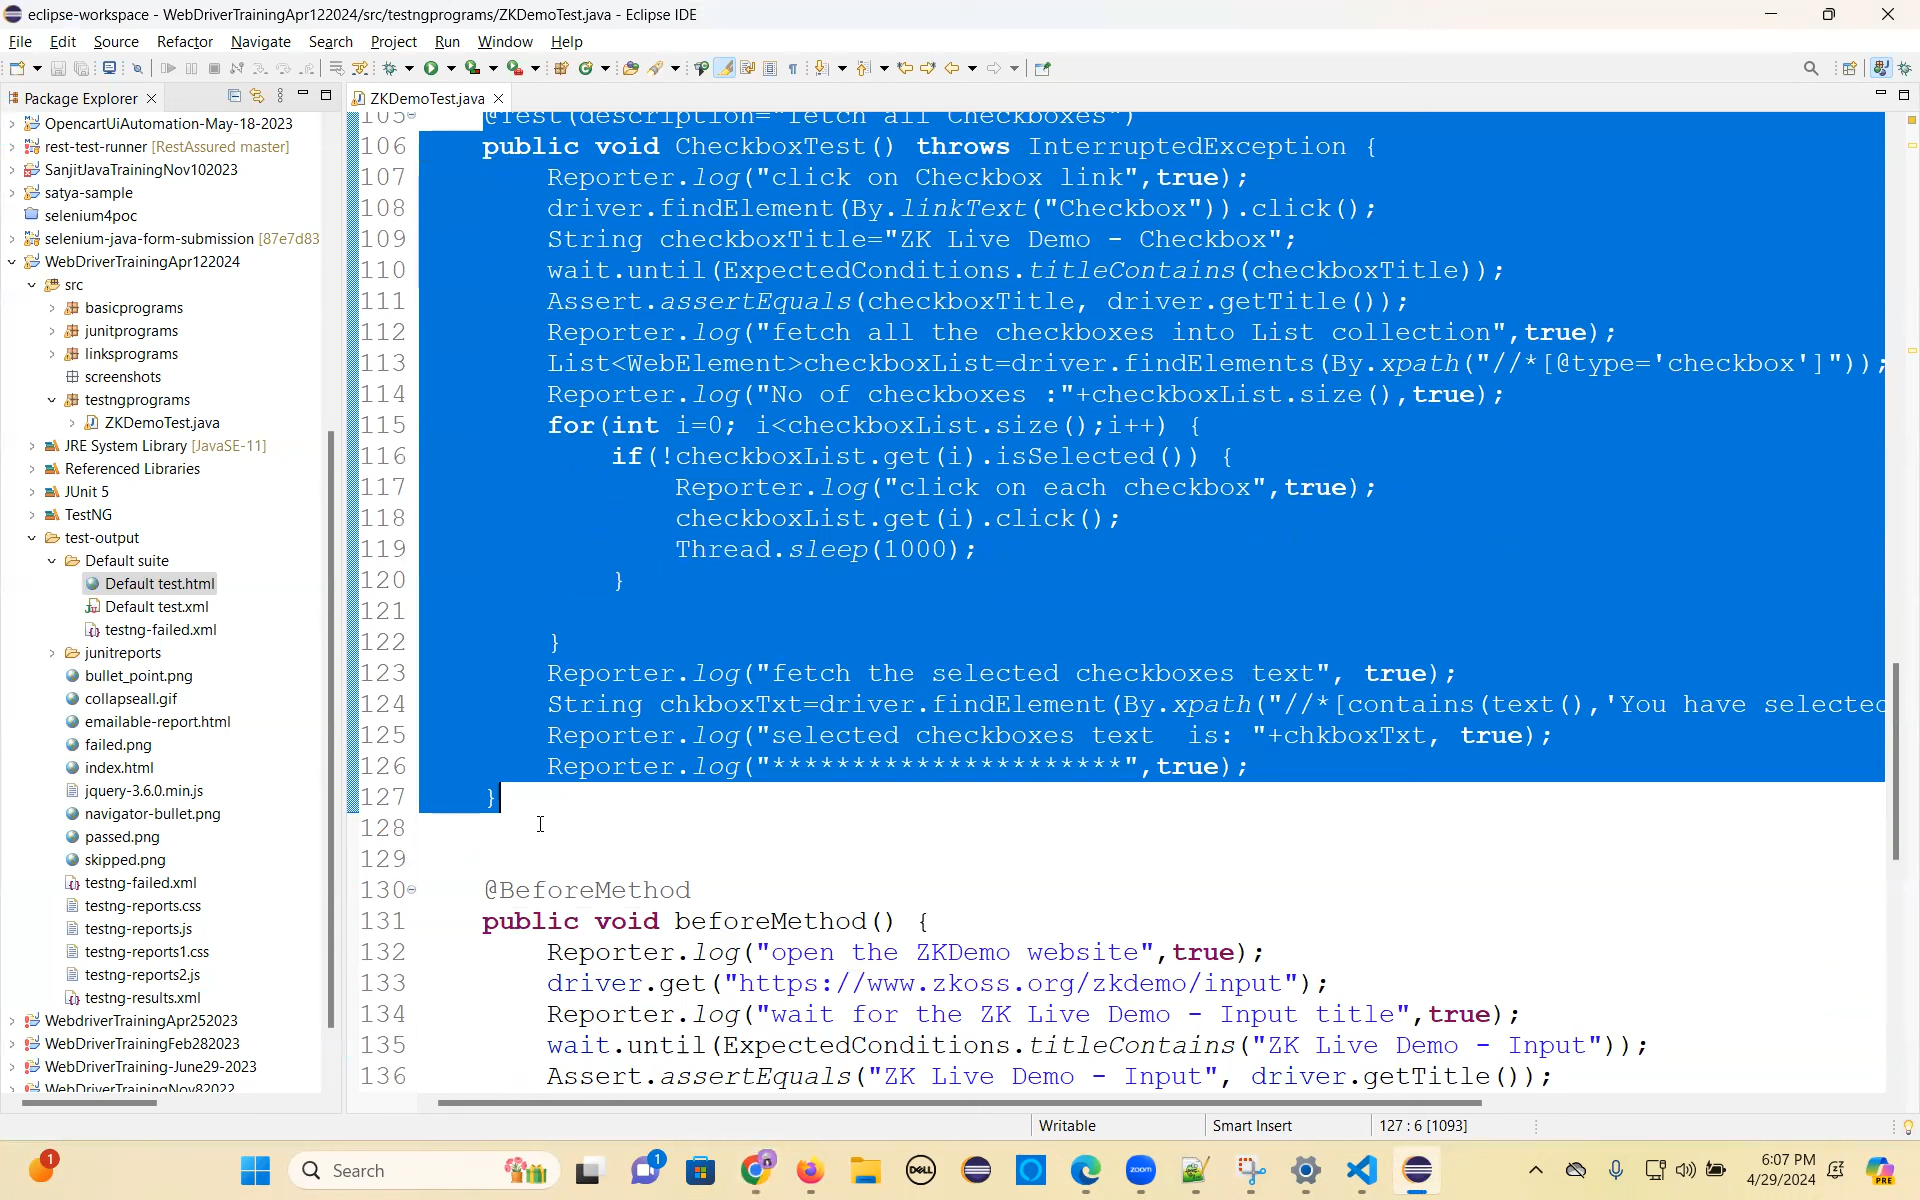 eclipse-workspace - WebDriverTrainingApr122024/src/testngprograms/ZKDemoTest.java - Eclipse IDE
File Edit Source Refactor Navigate Search Project Run Window Help
Package Explorer
ZKDemoTest.java
OpencartUiAutomation-May-18-2023
rest-test-runner [RestAssured master]
SanjitJavaTrainingNov102023
satya-sample
selenium4poc
selenium-java-form-submission [87e7d83
WebDriverTrainingApr122024
src
basicprograms
junitprograms
linksprograms
screenshots
testngprograms
ZKDemoTest.java
JRE System Library [JavaSE-11]
Referenced Libraries
JUnit 5
TestNG
test-output
Default suite
Default test.html
Default test.xml
testng-failed.xml
junitreports
bullet_point.png
collapseall.gif
emailable-report.html
failed.png
index.html
jquery-3.6.0.min.js
navigator-bullet.png
passed.png
skipped.png
testng-failed.xml
testng-reports.css
testng-reports.js
testng-reports1.css
testng-reports2.js
testng-results.xml
WebdriverTrainingApr252023
WebDriverTrainingFeb282023
WebDriverTraining-June29-2023
WebDriverTrainingNov82022
105 @Test(description="fetch all Checkboxes")
106 public void CheckboxTest() throws InterruptedException {
107 Reporter.log("click on Checkbox link",true);
108 driver.findElement(By.linkText("Checkbox")).click();
109 String checkboxTitle="ZK Live Demo - Checkbox";
110 wait.until(ExpectedConditions.titleContains(checkboxTitle));
111 Assert.assertEquals(checkboxTitle, driver.getTitle());
112 Reporter.log("fetch all the checkboxes into List collection",true);
113 List<WebElement>checkboxList=driver.findElements(By.xpath("//*[@type='checkbox']"));
114 Reporter.log("No of checkboxes :"+checkboxList.size(),true);
115 for(int i=0; i<checkboxList.size();i++) {
116 if(!checkboxList.get(i).isSelected()) {
117 Reporter.log("click on each checkbox",true);
118 checkboxList.get(i).click();
119 Thread.sleep(1000);
120 }
121
122 }
123 Reporter.log("fetch the selected checkboxes text", true);
124 String chkboxTxt=driver.findElement(By.xpath("//*[contains(text(),'You have selected
125 Reporter.log("selected checkboxes text  is: "+chkboxTxt, true);
126 Reporter.log("**********************",true);
127 }
128
129
130 @BeforeMethod
131 public void beforeMethod() {
132 Reporter.log("open the ZKDemo website",true);
133 driver.get("https://www.zkoss.org/zkdemo/input");
134 Reporter.log("wait for the ZK Live Demo - Input title",true);
135 wait.until(ExpectedConditions.titleContains("ZK Live Demo - Input"));
136 Assert.assertEquals("ZK Live Demo - Input", driver.getTitle());
Writable Smart Insert 127 : 6 [1093]
1
Search
1
DELL
zoom
6:07 PM
4/29/2024
PRE